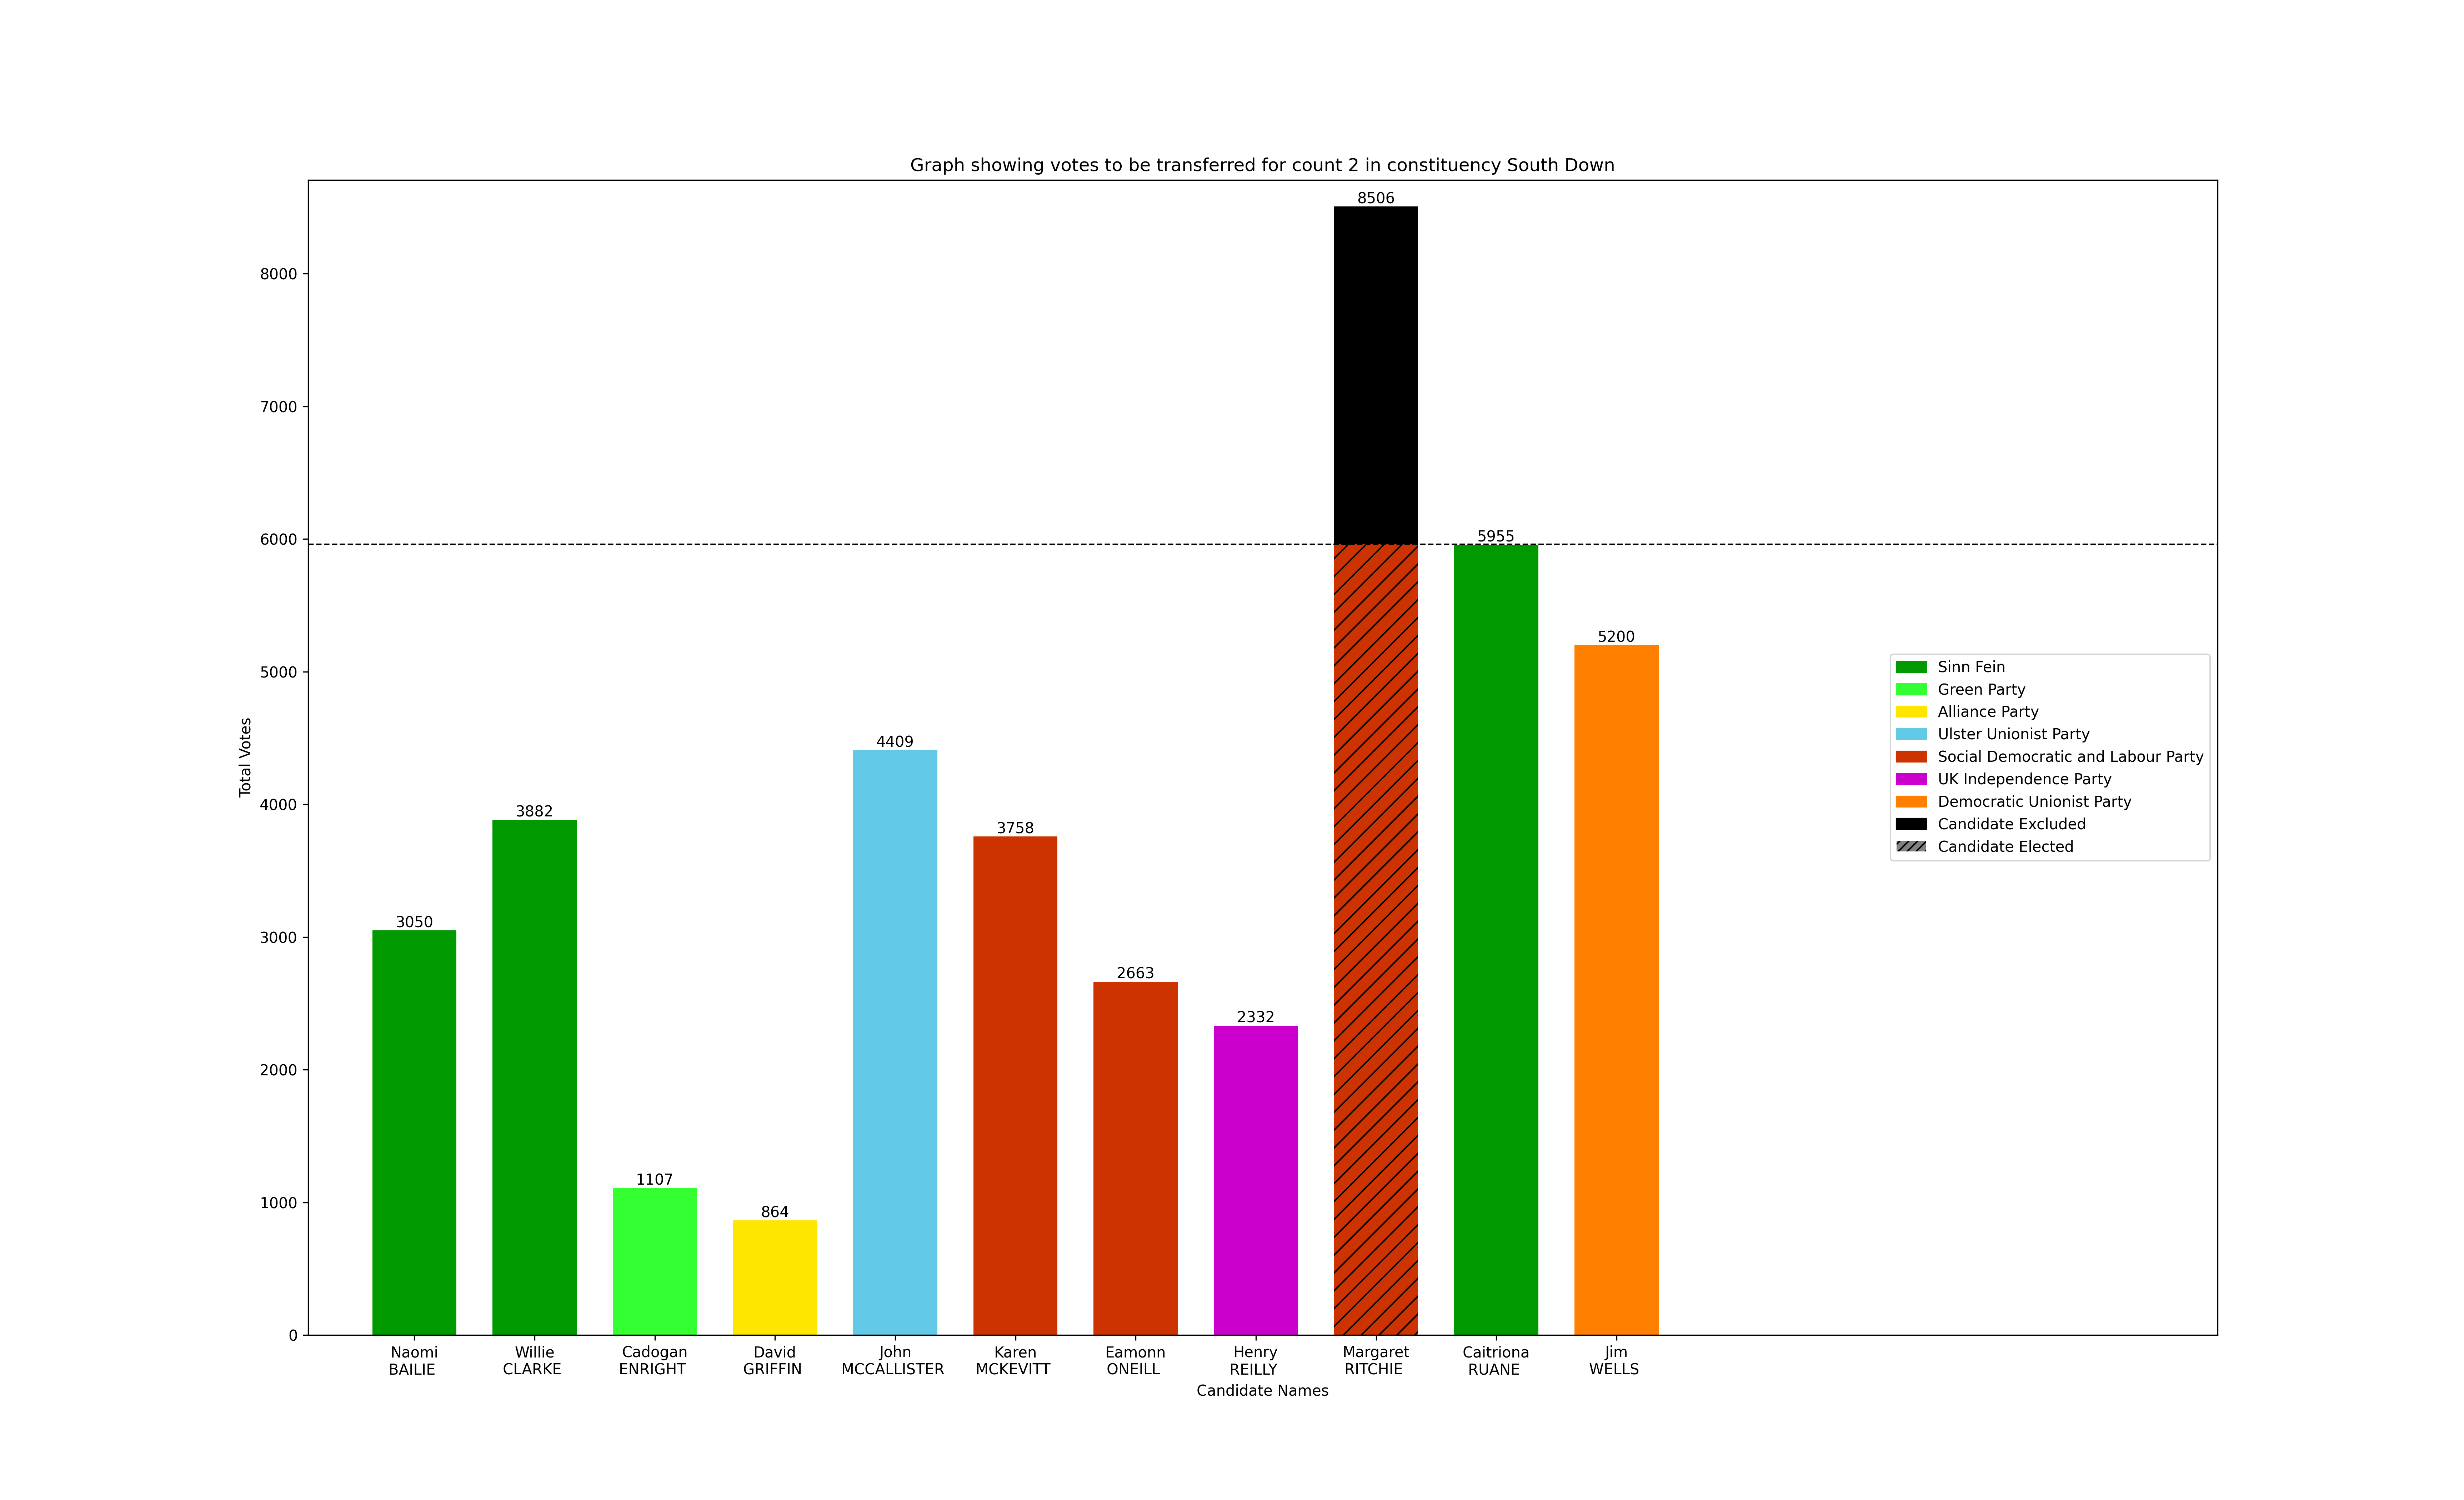 Graph showing votes to be transferred for count 2 in constituency South Down
8506
8000
7000
6000
5955
5200
5000
4409
4000
3882
3758
3050
3000
2663
2332
2000
1107
1000
864
0
Total Votes
Sinn Fein
Green Party
Alliance Party
Ulster Unionist Party
Social Democratic and Labour Party
UK Independence Party
Democratic Unionist Party
Candidate Excluded
Candidate Elected
Naomi
BAILIE
Willie
CLARKE
Cadogan
ENRIGHT
David
GRIFFIN
John
MCCALLISTER
Karen
MCKEVITT
Eamonn
ONEILL
Henry
REILLY
Margaret
RITCHIE
Caitriona
RUANE
Jim
WELLS
Candidate Names